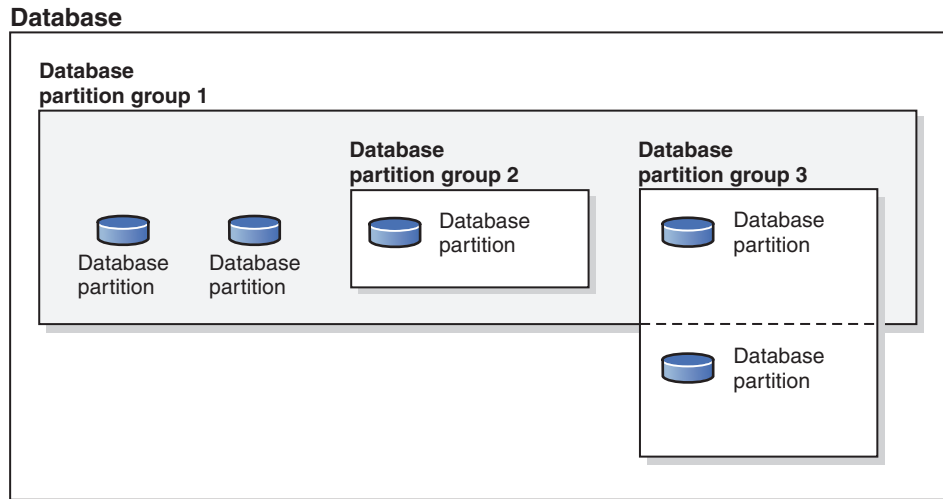 Database
Database
partition group 1
Database
partition group 2
Database
partition group 3
Database
partition
Database
partition
Database
partition
Database
partition
Database
partition